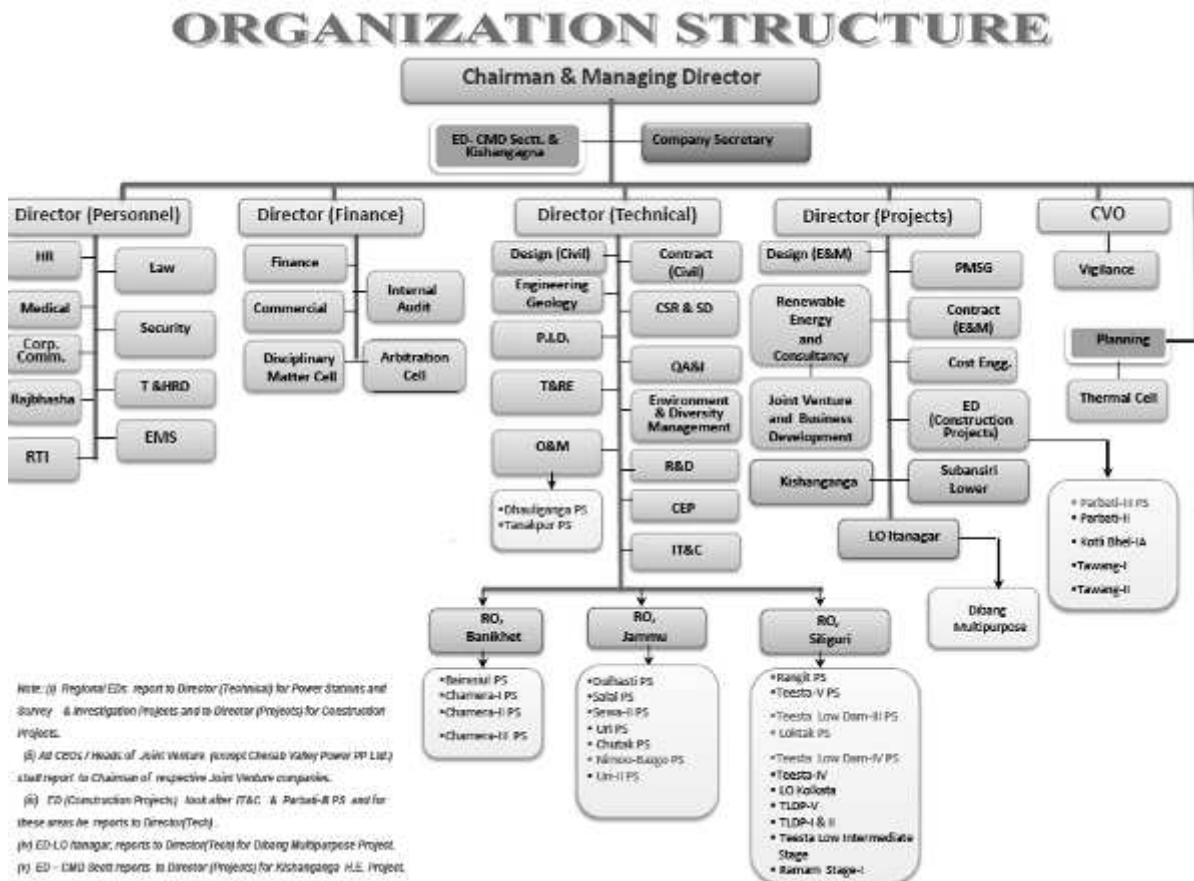 ORGANIZATION STRUCTURE
Chairman & Managing Director
ED- CMD Sectt. &
Kishangagna
Company Secretary
Director (Personnel)
Director (Finance)
Director (Technical)
Director (Projects)
CVO
HR
Law
Medical
Security
Corp.
Comm.
Rajbhasha
T &HRD
RTI
EMS
Finance
Commercial
Internal
Audit
Disciplinary
Matter Cell
Arbitration
Cell
Design (Civil)
Contract
(Civil)
Engineering
Geology
CSR & SD
P.I.D.
QA&I
T&RE
Environment
& Diversity
Management
O&M
R&D
•Dhauliganga PS
•Tanakpur PS
CEP
IT&C
Design (E&M)
PMSG
Renewable
Energy
and
Consultancy
Contract
(E&M)
Cost Engg.
Joint Venture
and Business
Development
ED
(Construction
Projects)
Kishanganga
Subansiri
Lower
LO Itanagar
Vigilance
Planning
Thermal Cell
• Parbati-III PS
• Parbati-II
• Kotli Bhel-IA
•Tawang-I
•Tawang-II
Dibang
Multipurpose
RO,
Banikhet
RO,
Jammu
RO,
Siliguri
•Bairasiul PS
•Chamera-I PS
•Chamera-II PS
•Chamera-III PS
•Dulhasti PS
•Salal PS
•Sewa-II PS
• Uri PS
• Chutak PS
• Nimoo-Bazgo PS
• Uri-II PS
•Rangit PS
•Teesta-V PS
•Teesta Low Dam-III PS
• Loktak PS
•Teesta Low Dam-IV PS
•Teesta-IV
• LO Kolkata
• TLDP-V
• TLDP-I & II
• Teesta Low Intermediate
Stage
• Ramam Stage-I
Note: (i) Regional EDs report to Director (Technical) for Power Stations and
Survey & Investigation Projects and to Director (Projects) for Construction
Projects.
(ii) All CEOs / Heads of Joint Venture (except Chenab Valley Power PP Ltd.)
shall report to Chairman of respective Joint Venture companies.
(iii) ED (Construction Projects) look after IT&C & Parbati-III PS and for
these areas he reports to Director(Tech).
(iv) ED-LO Itanagar, reports to Director(Tech) for Dibang Multipurpose Project.
(v) ED - CMD Sectt reports to Director (Projects) for Kishanganga H.E. Project.